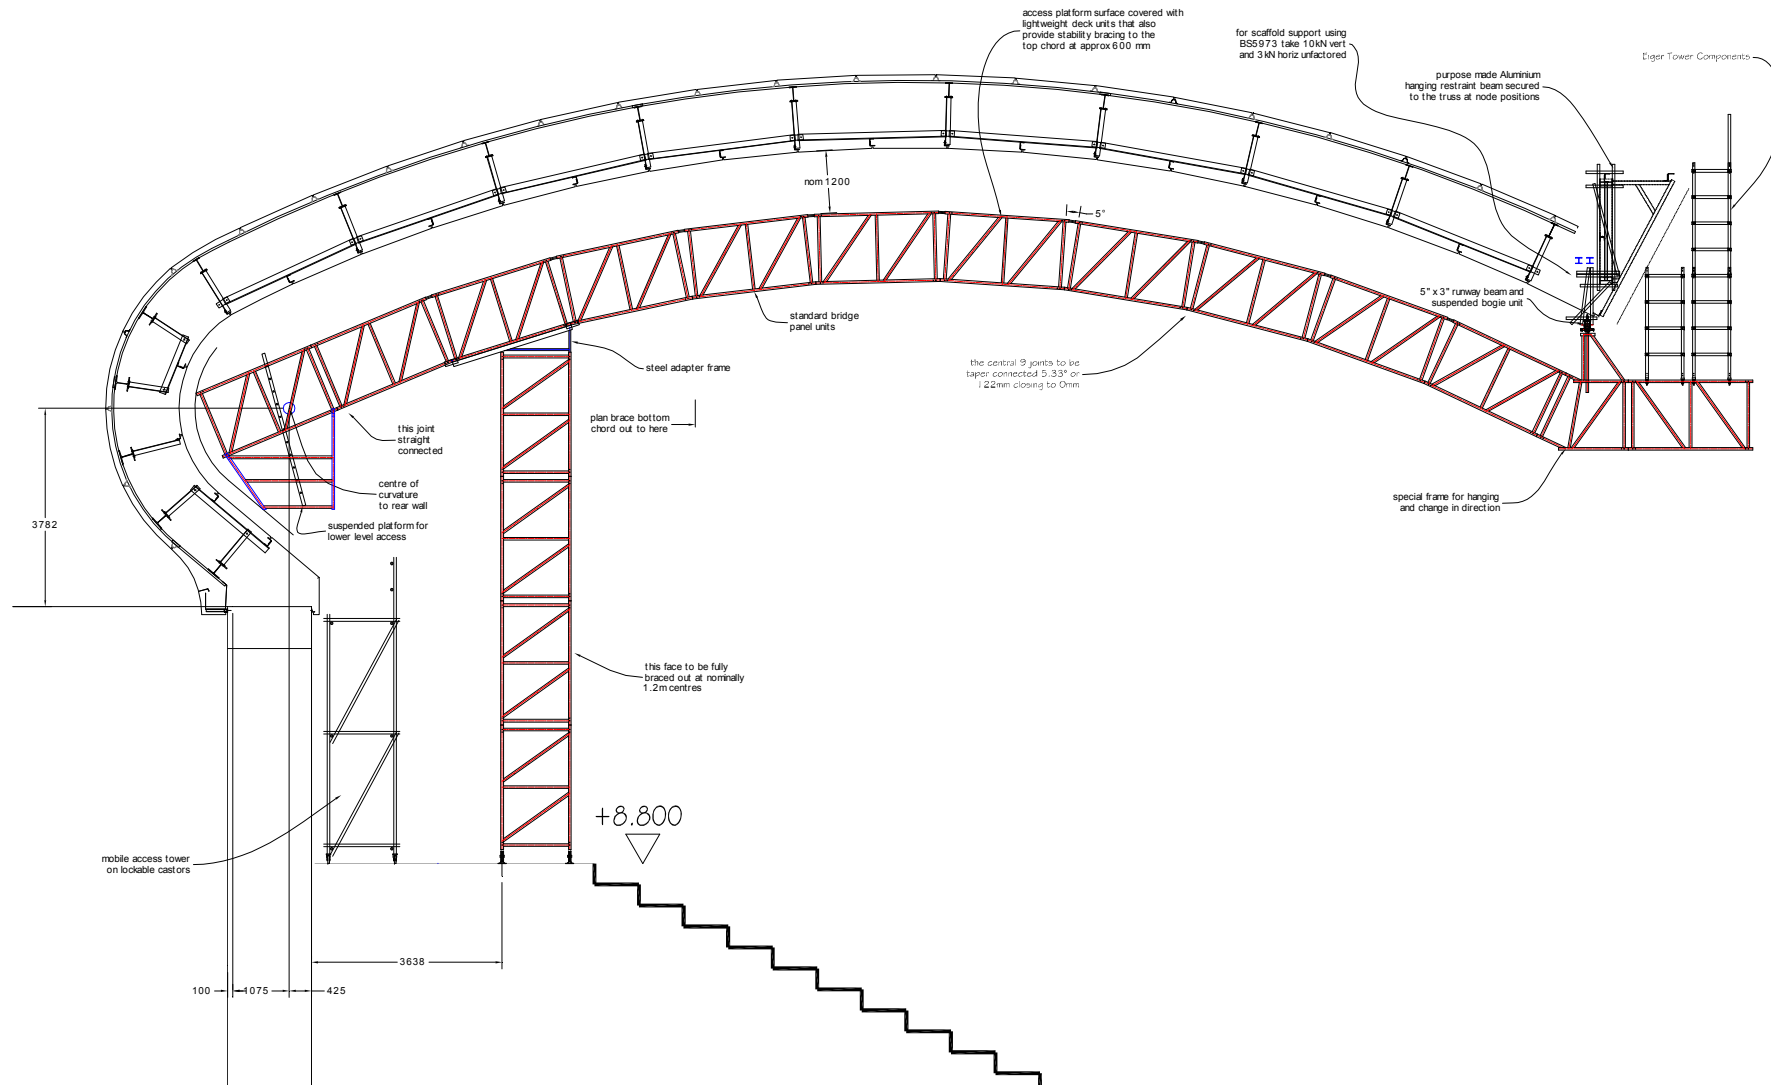 access platform surface covered with
lightweight deck units that also
provide stability bracing to the
top chord at approx 600 mm
for scaffold support using
BS5973 take 10kN vert
and 3kN horiz unfactored
Eiger Tower Components
purpose made Aluminium
hanging restraint beam secured
to the truss at node positions
nom 1200
5°
5" x 3" runway beam and
suspended bogie unit
standard bridge
panel units
steel adapter frame
the central 9 joints to be
taper connected 5.33° or
122mm closing to 0mm
plan brace bottom
chord out to here
this joint
straight
connected
centre of
curvature
to rear wall
suspended platform for
lower level access
special frame for hanging
and change in direction
3782
this face to be fully
braced out at nominally
1.2m centres
+8.800
mobile access tower
on lockable castors
3638
100
1075
425